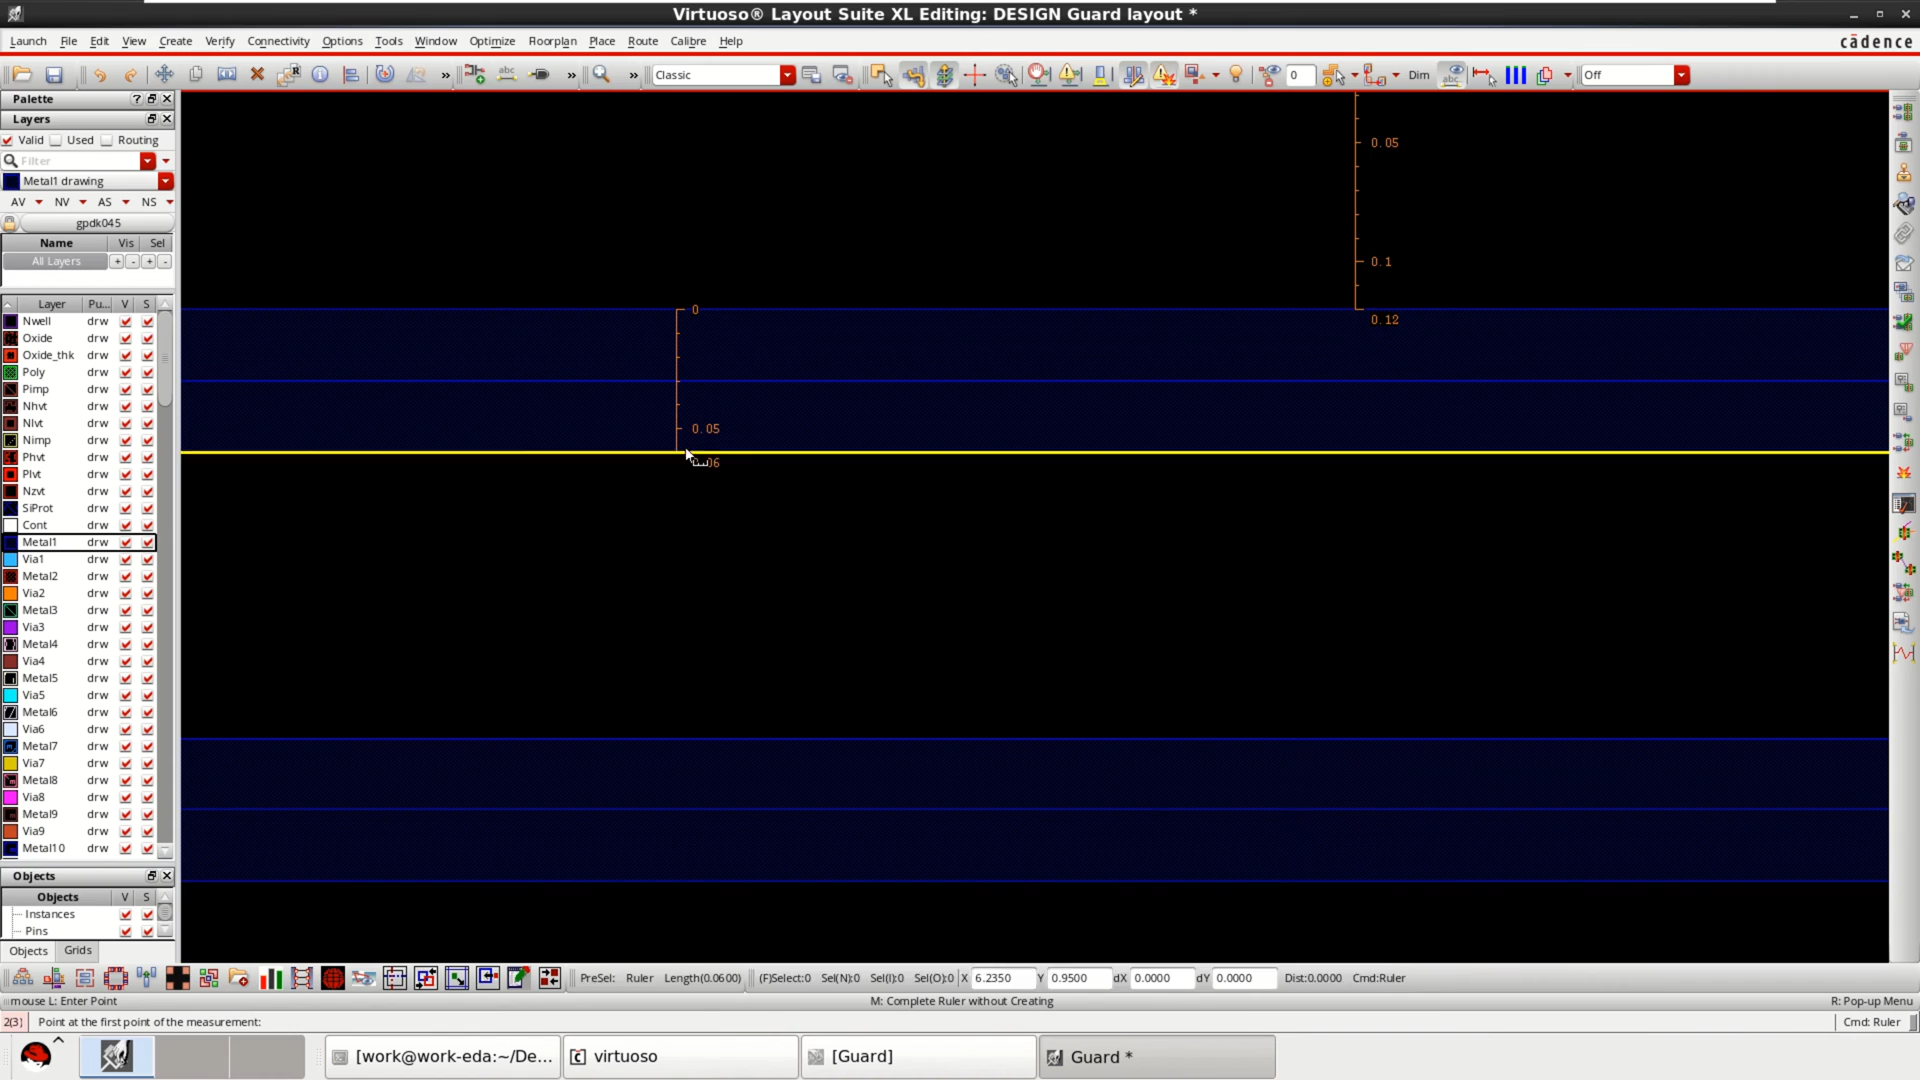 Virtuoso® Layout Suite XL Editing: DESIGN Guard layout *
Launch File Edit View Create Verify Connectivity Options Tools Window Optimize Floorplan Place Route Calibre Help
cādence
» » » Classic 0 Dim abc Off
Palette
Layers
Valid Used Routing
Filter
Metal1 drawing
AV NV AS NS
gpdk045
Name Vis Sel
All Layers + - + -
Layer Pu... V S
Nwell drw
Oxide drw
Oxide_thk drw
Poly drw
Pimp drw
Nhvt drw
Nlvt drw
Nimp drw
Phvt drw
Plvt drw
Nzvt drw
SiProt drw
Cont drw
Metal1 drw
Via1 drw
Metal2 drw
Via2 drw
Metal3 drw
Via3 drw
Metal4 drw
Via4 drw
Metal5 drw
Via5 drw
Metal6 drw
Via6 drw
Metal7 drw
Via7 drw
Metal8 drw
Via8 drw
Metal9 drw
Via9 drw
Metal10 drw
Objects
Objects V S
Instances
Pins
Objects Grids
0.05
0.1
0.12
0
0.05
PreSel: Ruler Length(0.0600) (F)Select:0 Sel(N):0 Sel(I):0 Sel(O):0 X 6.2350 Y 0.9500 dX 0.0000 dY 0.0000 Dist:0.0000 Cmd:Ruler
mouse L: Enter Point M: Complete Ruler without Creating R: Pop-up Menu
2(3) Point at the first point of the measurement: Cmd: Ruler
[work@work-eda:~/De... virtuoso [Guard] Guard *